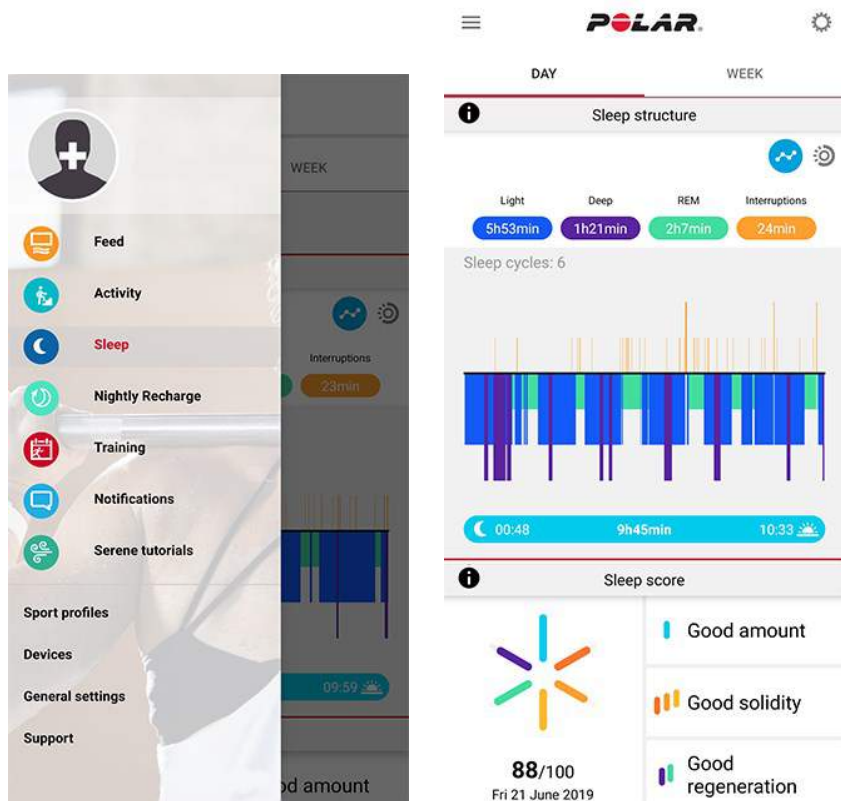 WEEK
Feed
Activity
Sleep
Interruptions
23min
Nightly Recharge
Training
Notifications
Serene tutorials
Sport profiles
Devices
General settings
09:59
Support
od amount
POLAR
DAY WEEK
Sleep structure
Light Deep REM Interruptions
5h53min 1h21min 2h7min 24min
Sleep cycles: 6
00:48 9h45min 10:33
Sleep score
Good amount
Good solidity
88/100
Fri 21 June 2019
Good
regeneration